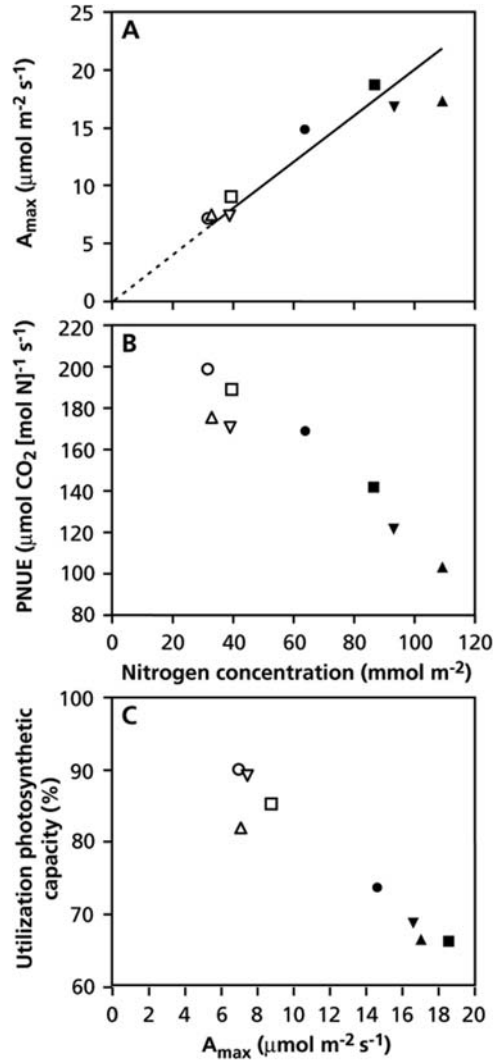 A
A_max (μmol m⁻² s⁻¹)
25
20
15
10
5
0
B
PNUE (μmol CO₂ [mol N]⁻¹ s⁻¹)
220
200
180
160
140
120
100
80
0 20 40 60 80 100 120
Nitrogen concentration (mmol m⁻²)
C
Utilization photosynthetic
capacity (%)
100
90
80
70
60
0 2 4 6 8 10 12 14 16 18 20
A_max (μmol m⁻² s⁻¹)